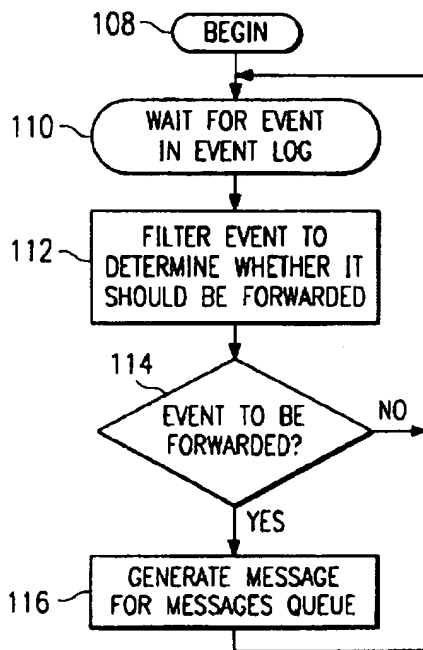 108
BEGIN
110
WAIT FOR EVENT
IN EVENT LOG
112
FILTER EVENT TO
DETERMINE WHETHER IT
SHOULD BE FORWARDED
114
EVENT TO BE
FORWARDED?
NO
YES
116
GENERATE MESSAGE
FOR MESSAGES QUEUE